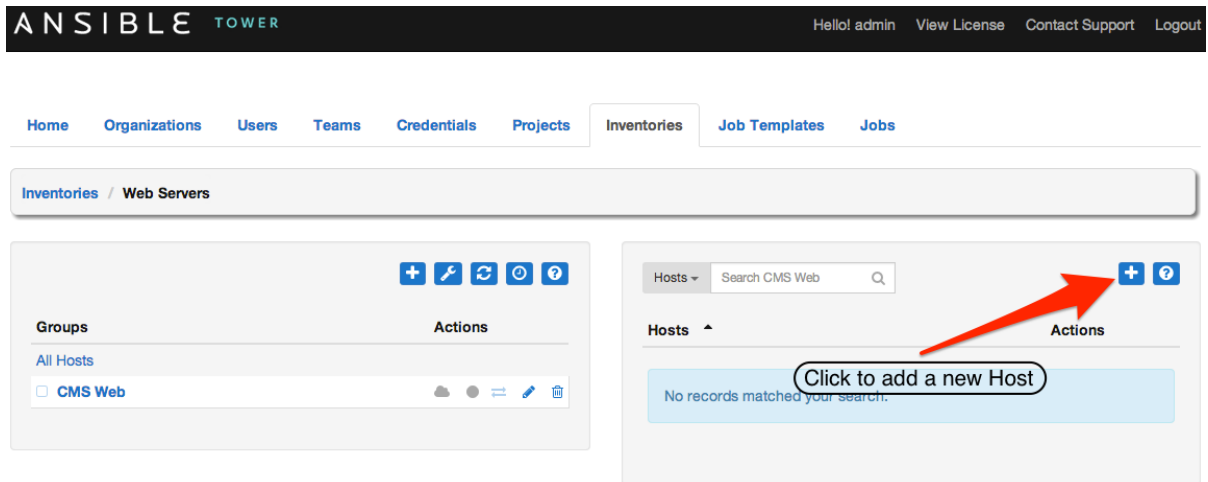 ANSIBLE TOWER
Hello! admin View License Contact Support Logout
Home Organizations Users Teams Credentials Projects Inventories Job Templates Jobs
Inventories / Web Servers
Hosts Search CMS Web
Groups Actions
All Hosts
CMS Web
Hosts Actions
Click to add a new Host
No records matched your search.